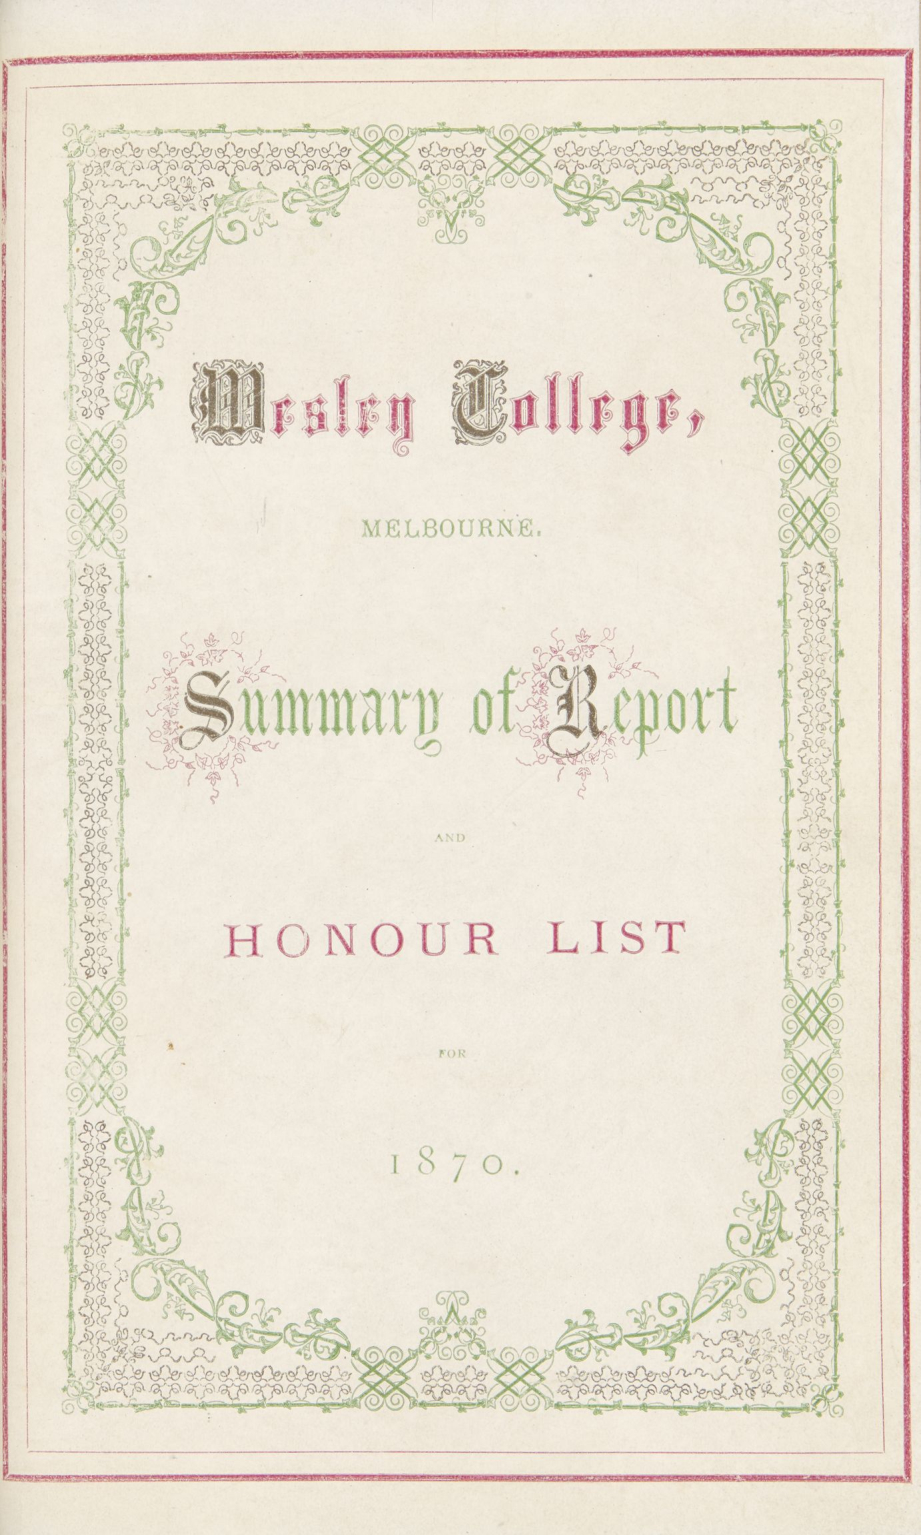 Wesley College,
MELBOURNE.
Summary of Report
AND
HONOUR LIST
FOR
1870.